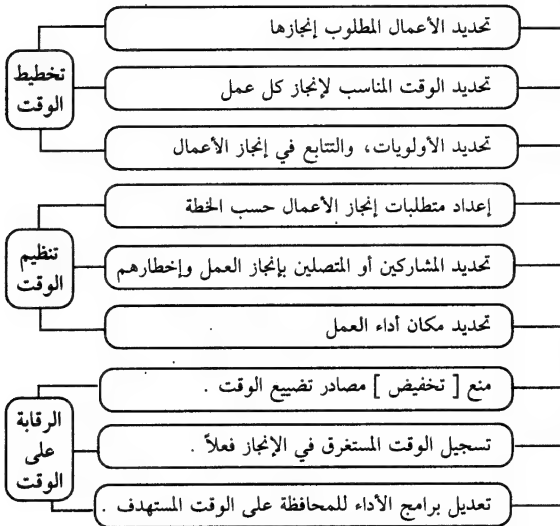 تحديد الأعمال المطلوب إنجازها
تخطيط
الوقت
تحديد الوقت المناسب لإنجاز كل عمل
تحديد الأولويات، والتتابع في إنجاز الأعمال
إعداد متطلبات إنجاز الأعمال حسب الخطة
تنظيم
الوقت
تحديد المشاركين أو المتصلين بإنجاز العمل وإخطارهم
تحديد مكان أداء العمل
منع [ تخفيض ] مصادر تضييع الوقت .
الرقابة
على
الوقت
تسجيل الوقت المستغرق في الإنجاز فعلاً .
تعديل برامج الأداء للمحافظة على الوقت المستهدف .